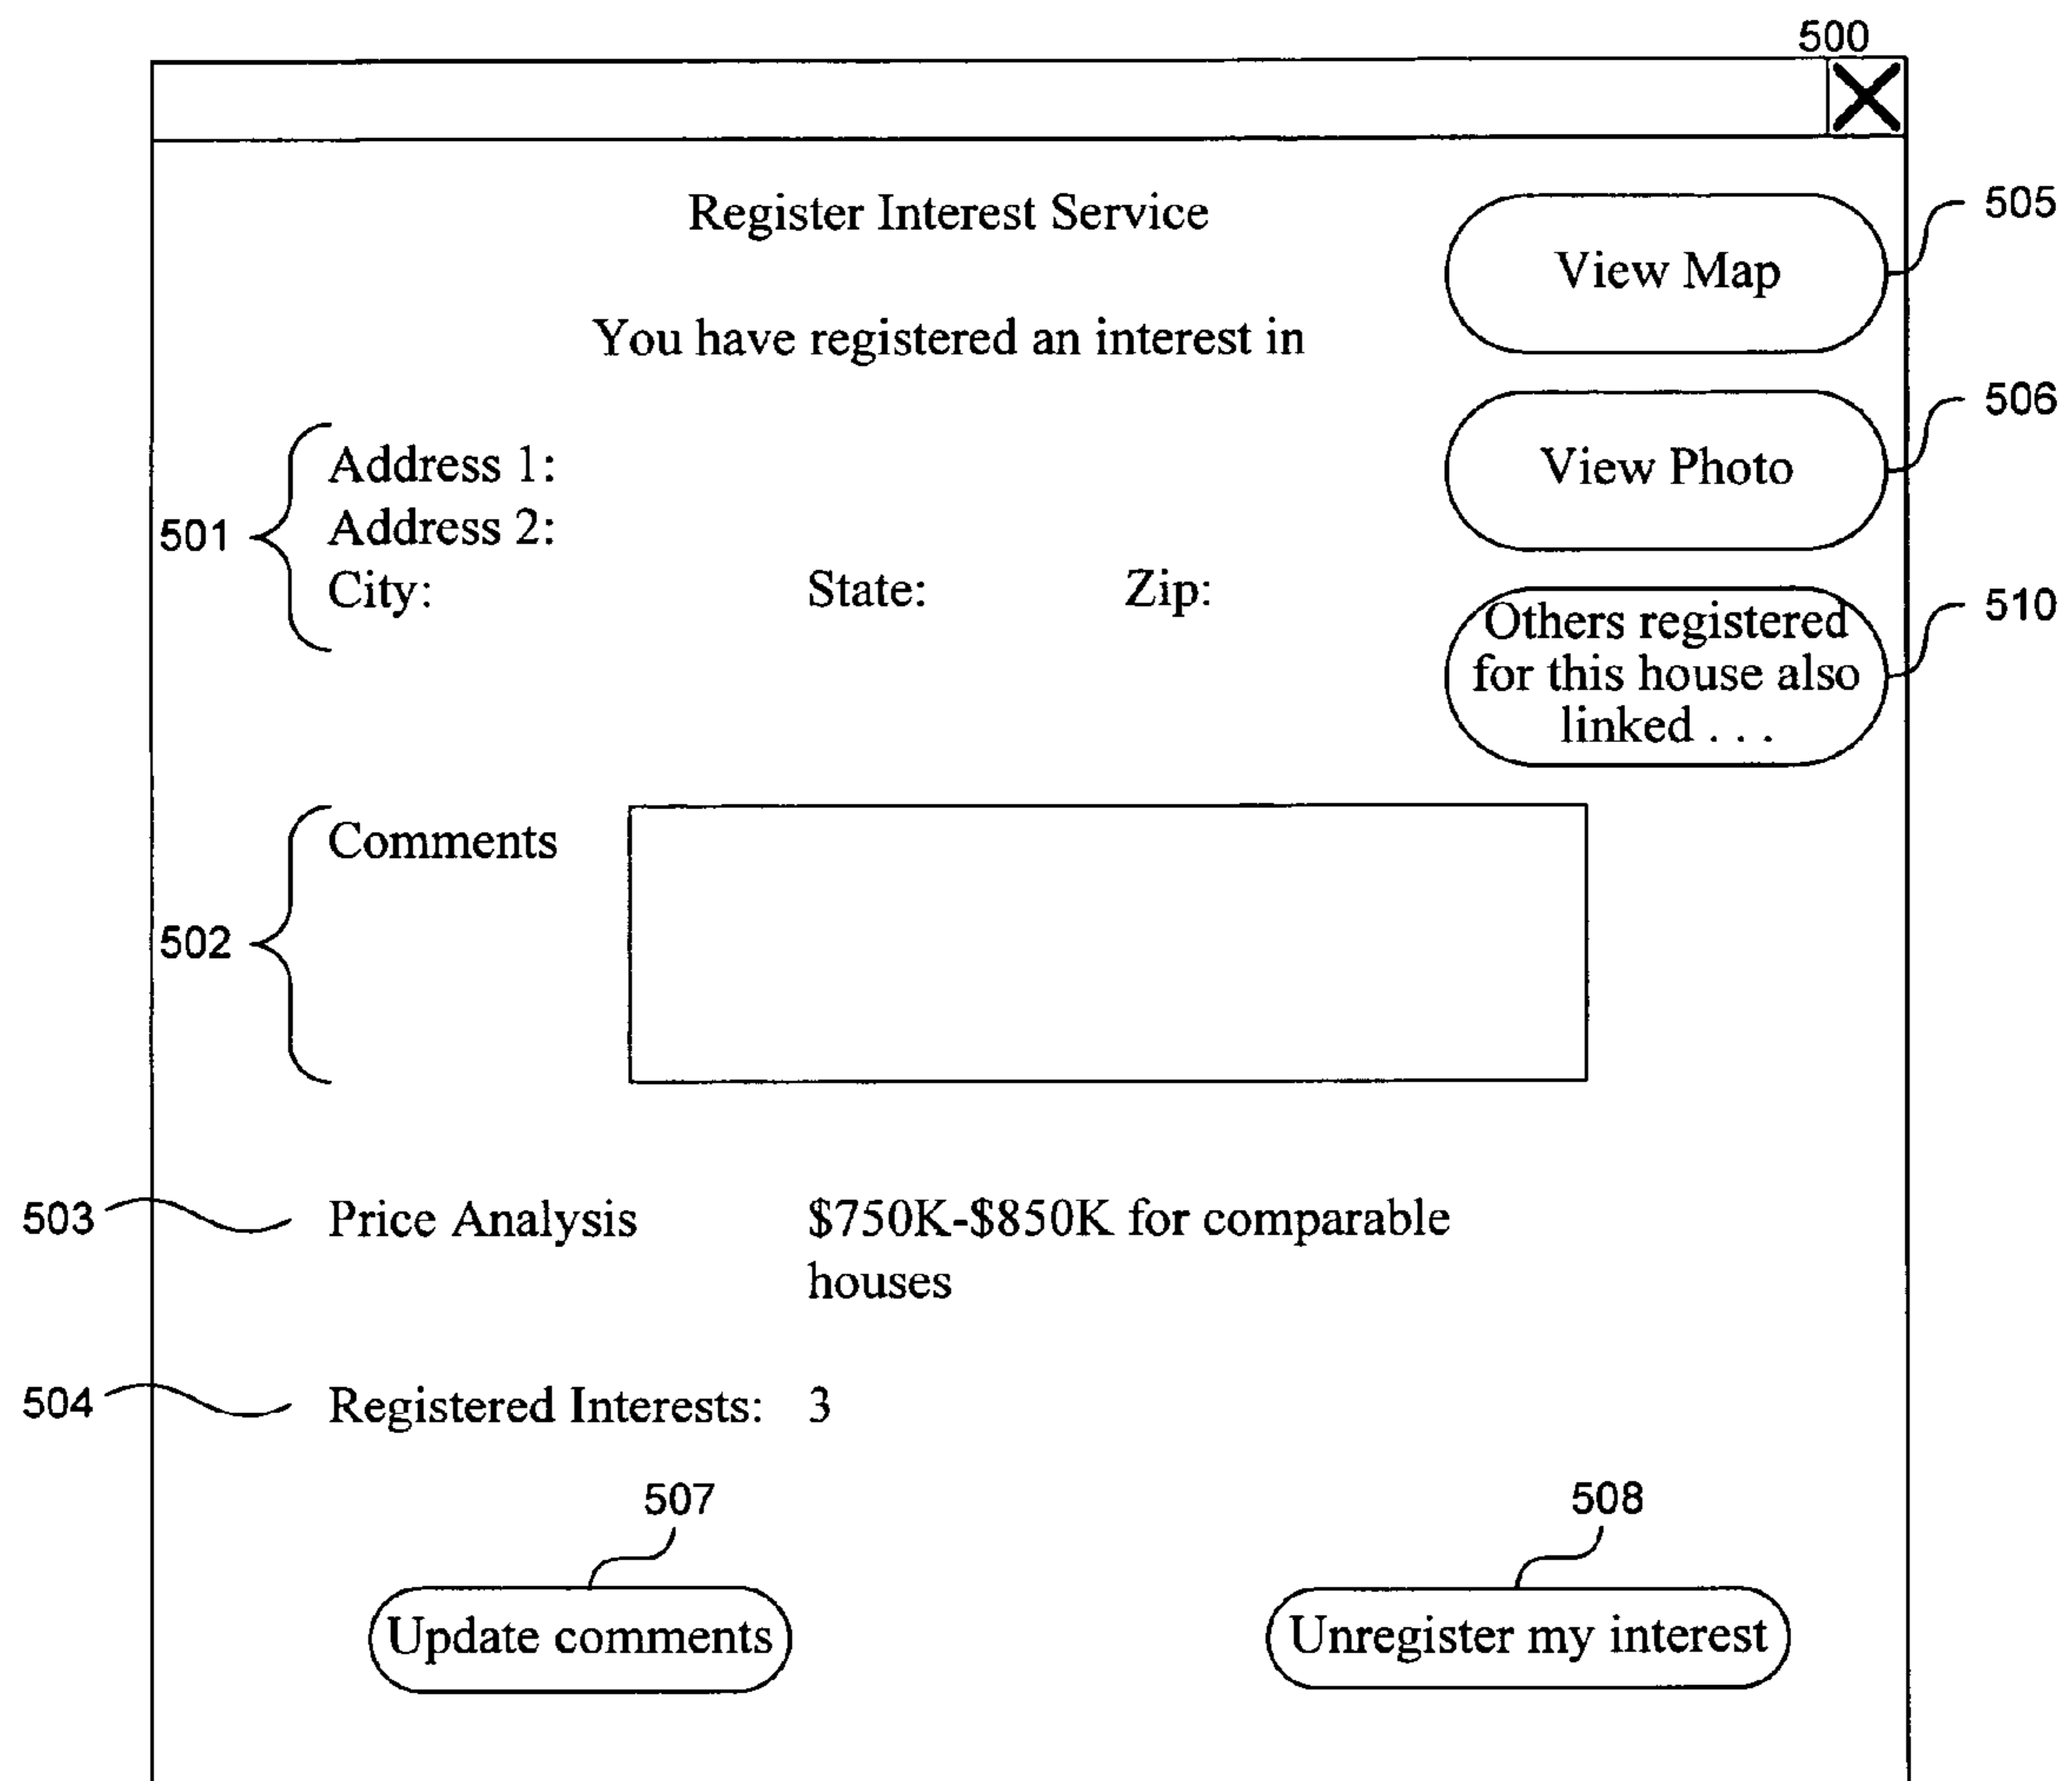 500
Register Interest Service
View Map
505
You have registered an interest in
View Photo
506
501
Address 1:
Address 2:
City: State: Zip:
Others registered
for this house also
linked . . .
510
502
Comments
503
Price Analysis $750K-$850K for comparable
houses
504
Registered Interests: 3
507
508
Update comments
Unregister my interest